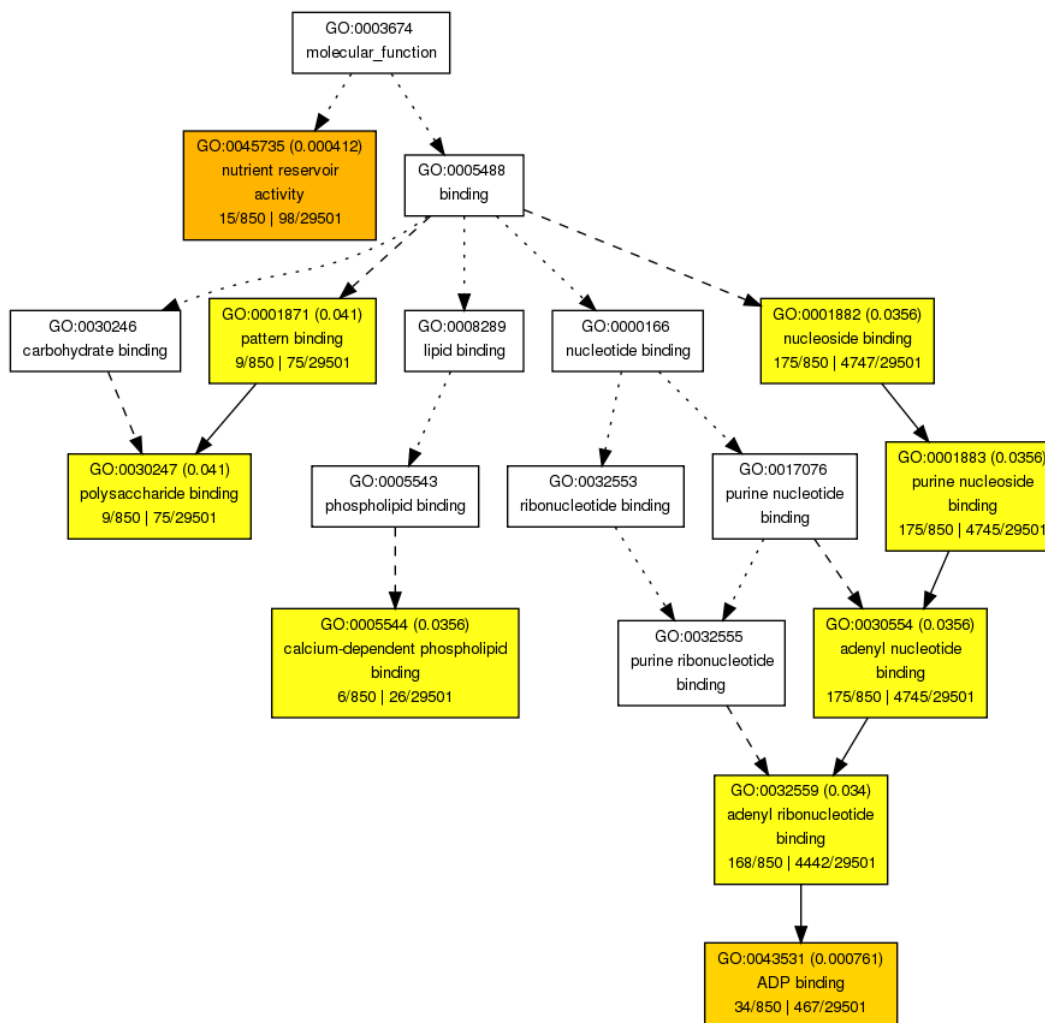 GO:0003674
molecular_function
GO:0045735 (0.000412)
nutrient reservoir
activity
15/850 | 98/29501
GO:0005488
binding
GO:0030246
carbohydrate binding
GO:0001871 (0.041)
pattern binding
9/850 | 75/29501
GO:0008289
lipid binding
GO:0000166
nucleotide binding
GO:0001882 (0.0356)
nucleoside binding
175/850 | 4747/29501
GO:0030247 (0.041)
polysaccharide binding
9/850 | 75/29501
GO:0005543
phospholipid binding
GO:0032553
ribonucleotide binding
GO:0017076
purine nucleotide
binding
GO:0001883 (0.0356)
purine nucleoside
binding
175/850 | 4745/29501
GO:0005544 (0.0356)
calcium-dependent phospholipid
binding
6/850 | 26/29501
GO:0032555
purine ribonucleotide
binding
GO:0030554 (0.0356)
adenyl nucleotide
binding
175/850 | 4745/29501
GO:0032559 (0.034)
adenyl ribonucleotide
binding
168/850 | 4442/29501
GO:0043531 (0.000761)
ADP binding
34/850 | 467/29501